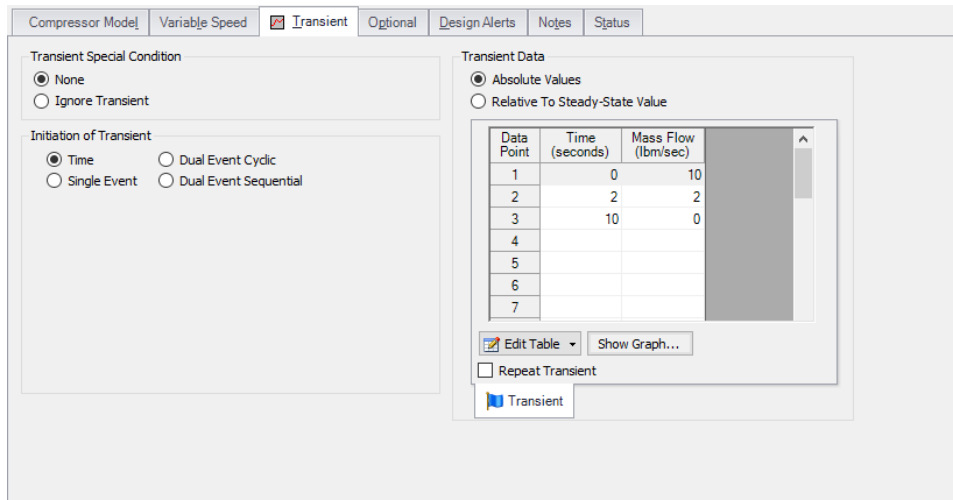 Compressor Model Variable Speed Transient Optional Design Alerts Notes Status
Transient Special Condition
None
Ignore Transient
Initiation of Transient
Time Dual Event Cyclic
Single Event Dual Event Sequential
Transient Data
Absolute Values
Relative To Steady-State Value
Data Point Time (seconds) Mass Flow (lbm/sec)
1 0 10
2 2 2
3 10 0
4
5
6
7
Edit Table Show Graph...
Repeat Transient
Transient